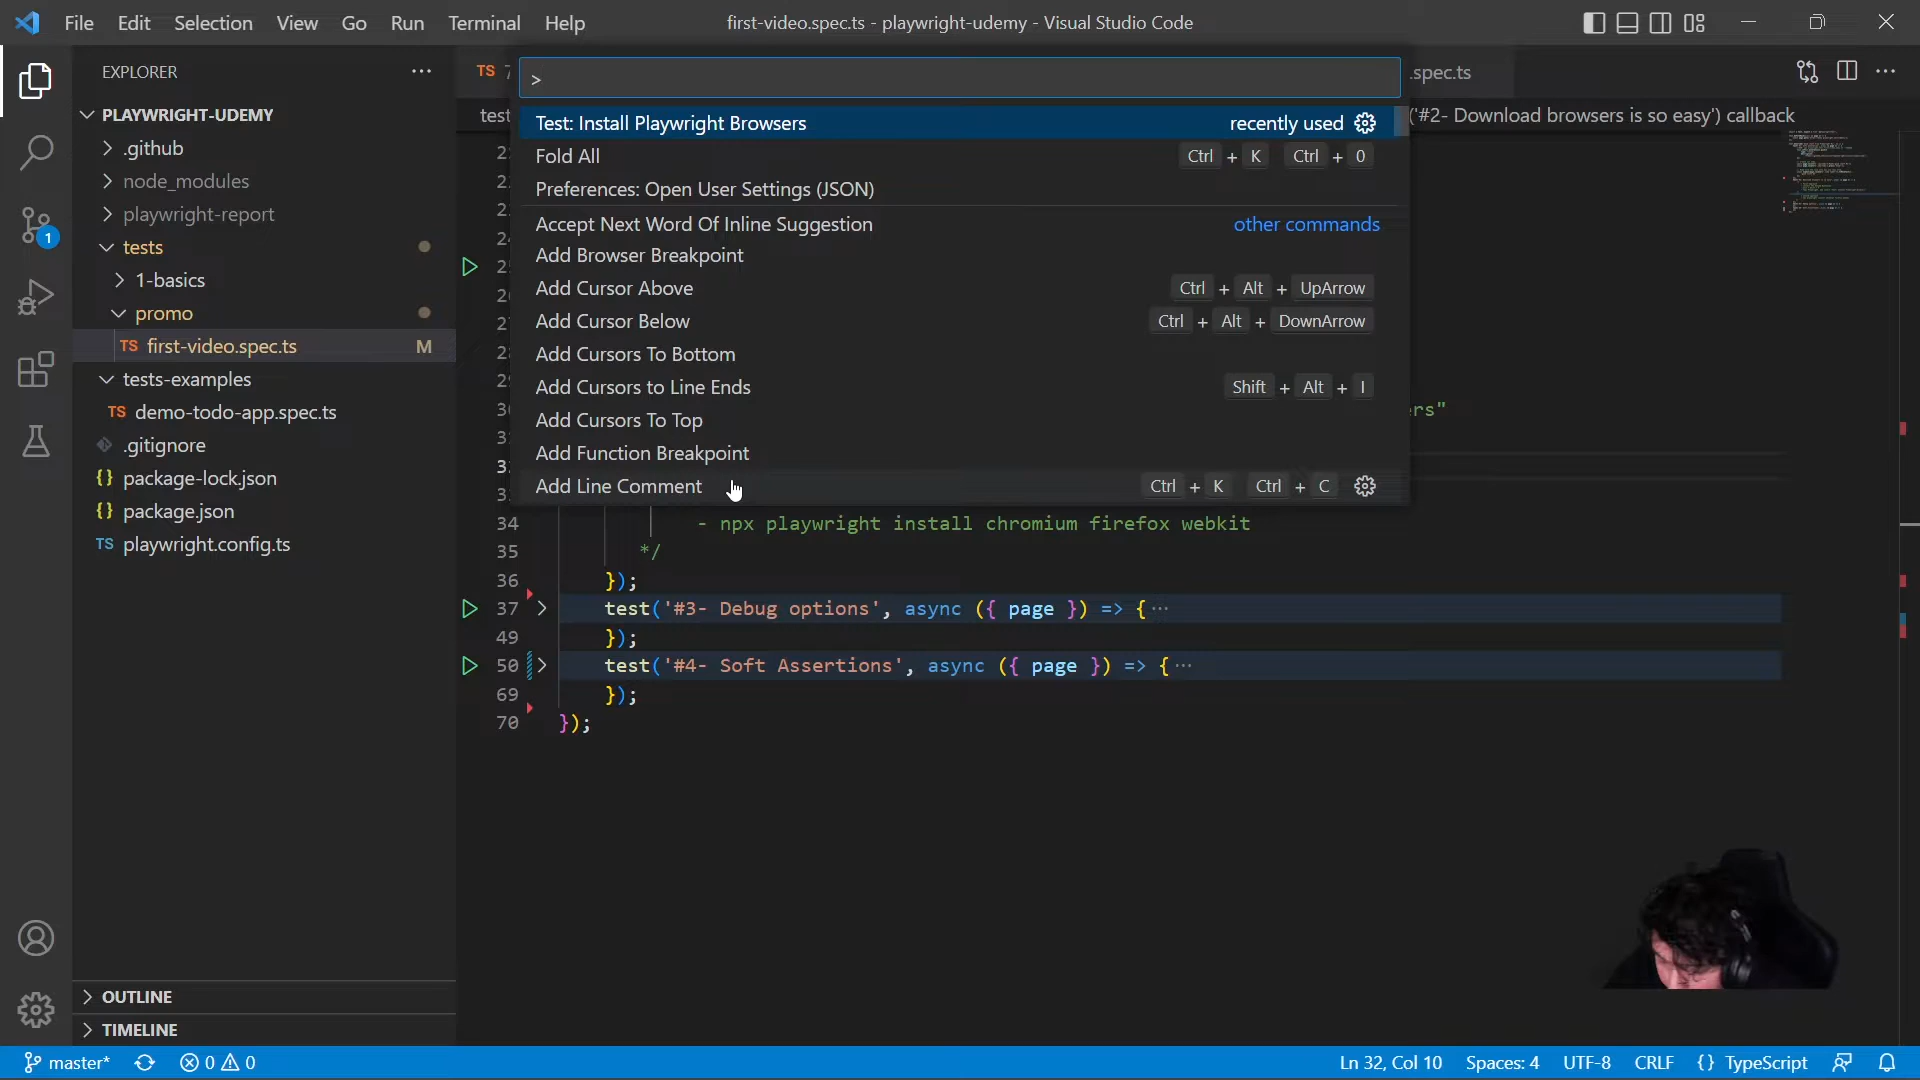 File Edit Selection View Go Run Terminal Help
first-video.spec.ts - playwright-udemy - Visual Studio Code
EXPLORER
PLAYWRIGHT-UDEMY
.github
node_modules
playwright-report
tests
1-basics
promo
TS first-video.spec.ts M
tests-examples
TS demo-todo-app.spec.ts
.gitignore
{} package-lock.json
{} package.json
TS playwright.config.ts
OUTLINE
TIMELINE
1
TS
.spec.ts
('#2- Download browsers is so easy') callback
>
Test: Install Playwright Browsers recently used
Fold All Ctrl + K Ctrl + 0
Preferences: Open User Settings (JSON)
Accept Next Word Of Inline Suggestion other commands
Add Browser Breakpoint
Add Cursor Above Ctrl + Alt + UpArrow
Add Cursor Below Ctrl + Alt + DownArrow
Add Cursors To Bottom
Add Cursors to Line Ends Shift + Alt + I
Add Cursors To Top
Add Function Breakpoint
Add Line Comment Ctrl + K Ctrl + C
rs"
34 - npx playwright install chromium firefox webkit
35 */
36 });
37 test('#3- Debug options', async ({ page }) => {⋯
49 });
50 test('#4- Soft Assertions', async ({ page }) => {⋯
69 });
70 });
master* 0 0
Ln 32, Col 10 Spaces: 4 UTF-8 CRLF {} TypeScript